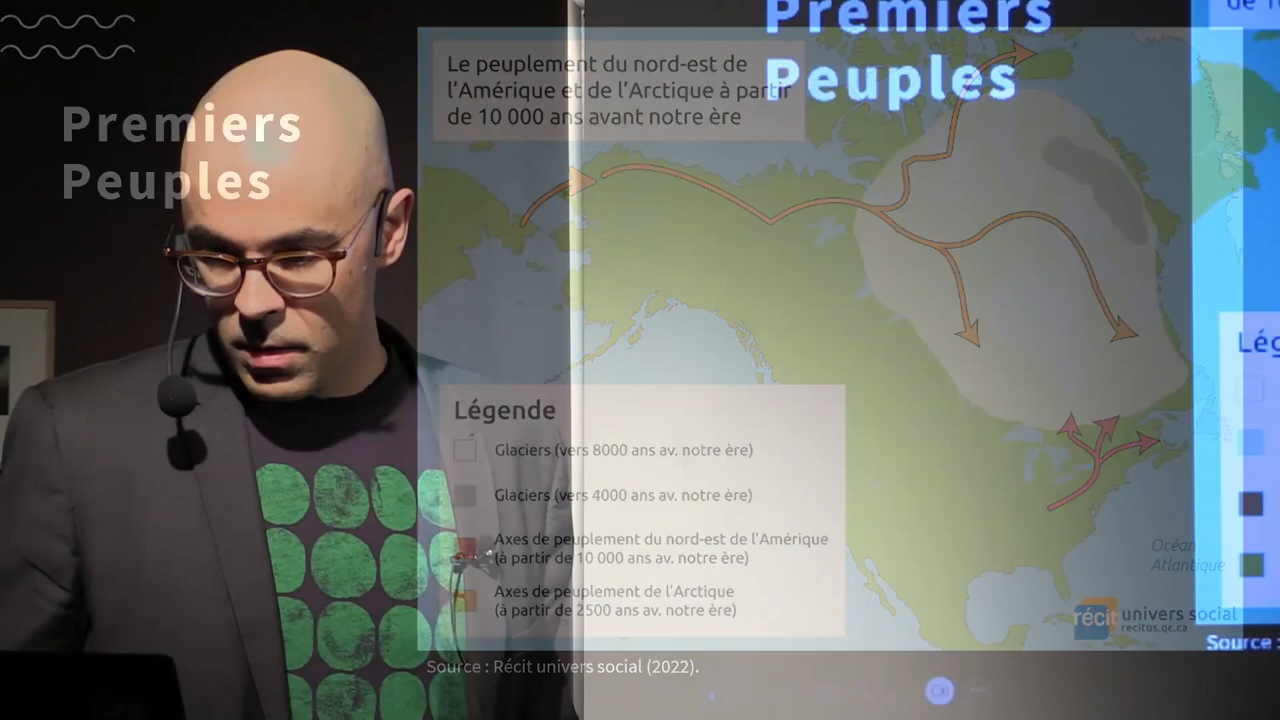 Premiers
Peuples
Premiers
Peuples
Le peuplement du nord-est de
l'Amérique et de l'Arctique à partir
de 10 000 ans avant notre ère
Légende
Glaciers (vers 8000 ans av. notre ère)
Glaciers (vers 4000 ans av. notre ère)
Axes de peuplement du nord-est de l'Amérique
(à partir de 10 000 ans av. notre ère)
Axes de peuplement de l'Arctique
(à partir de 2500 ans av. notre ère)
Océan
Atlantique
récit univers social
recitus.qc.ca
Source : Récit univers social (2022).
Lég
Source :